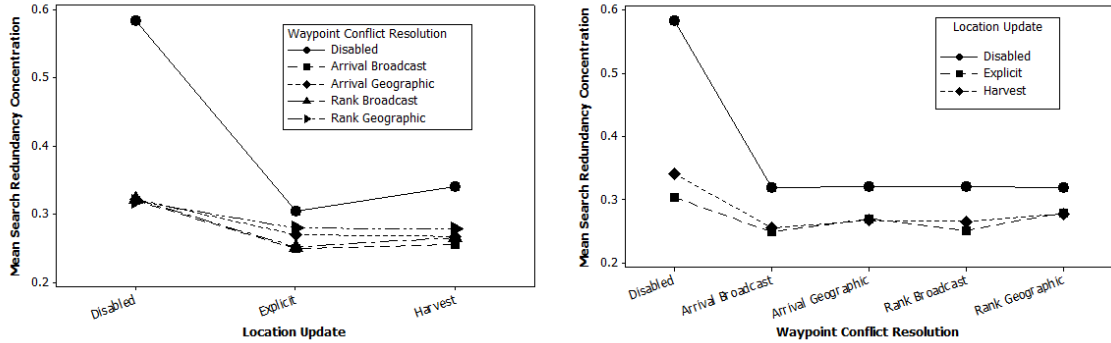 Mean Search Redundancy Concentration
0.6
0.5
0.4
0.3
0.2
Waypoint Conflict Resolution
Disabled
Arrival Broadcast
Arrival Geographic
Rank Broadcast
Rank Geographic
Disabled
Explicit
Harvest
Location Update
Mean Search Redundancy Concentration
0.6
0.5
0.4
0.3
0.2
Location Update
Disabled
Explicit
Harvest
Disabled
Arrival Broadcast
Arrival Geographic
Rank Broadcast
Rank Geographic
Waypoint Conflict Resolution